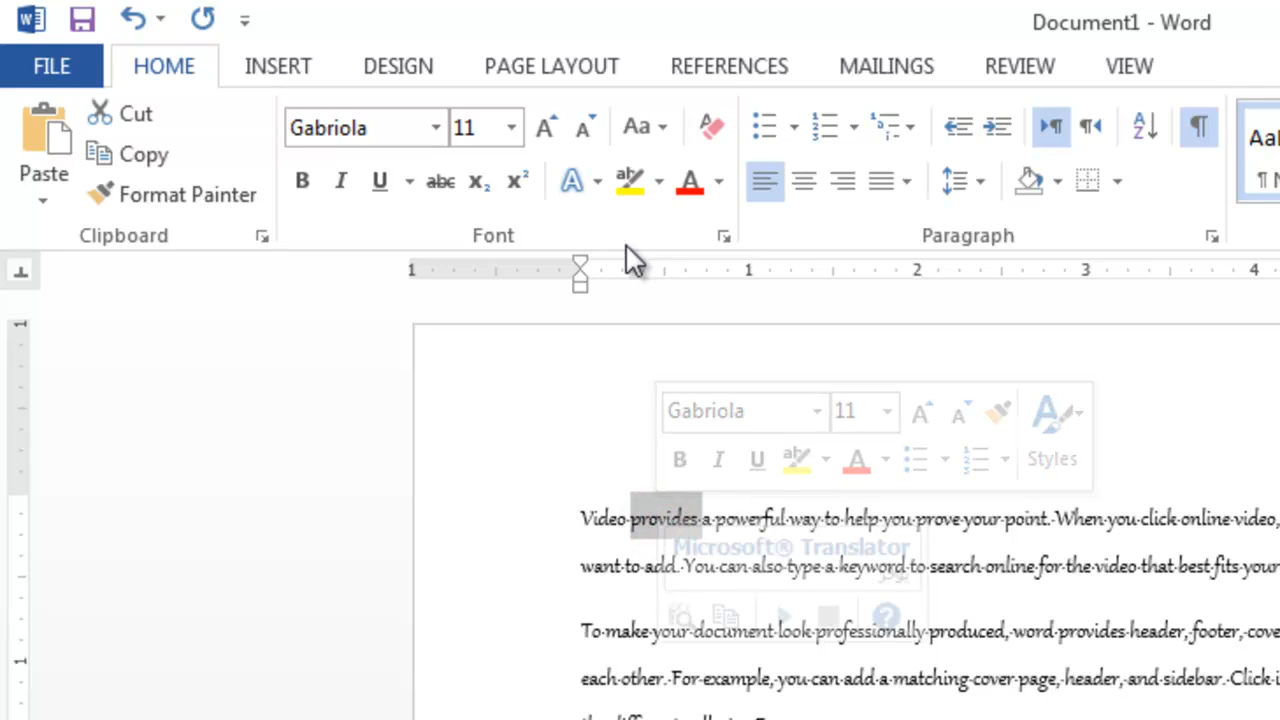 Document1 - Word
FILE HOME INSERT DESIGN PAGE LAYOUT REFERENCES MAILINGS REVIEW VIEW
Cut
Copy
Paste
Format Painter
Clipboard
Gabriola 11
Font
Paragraph
1 1 2 3 4
Gabriola 11
Styles
Video provides a powerful way to help you prove your point. When you click online video,
Microsoft® Translator
want to add. You can also type a keyword to search online for the video that best fits your
To make your document look professionally produced, word provides header, footer, cove
each other. For example, you can add a matching cover page, header, and sidebar. Click i